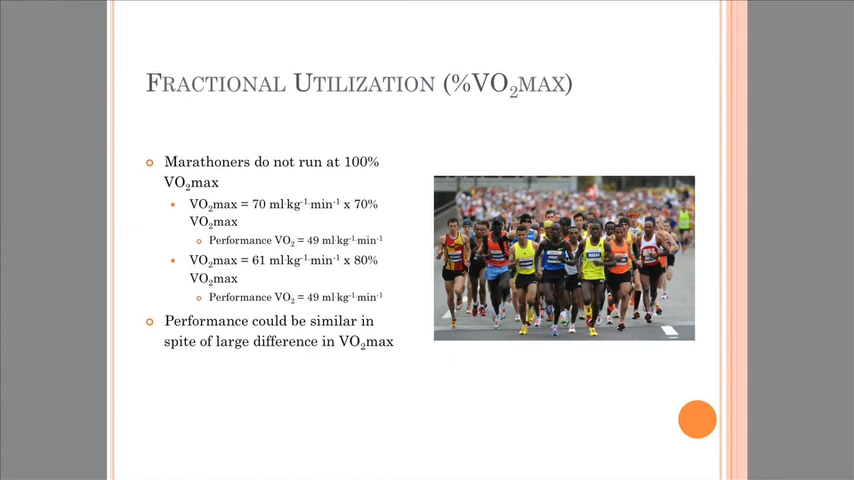 FRACTIONAL UTILIZATION (%VO₂MAX)
Marathoners do not run at 100%
VO₂max
VO₂max = 70 ml·kg⁻¹·min⁻¹ x 70%
VO₂max
Performance VO₂ = 49 ml·kg⁻¹·min⁻¹
VO₂max = 61 ml·kg⁻¹·min⁻¹ x 80%
VO₂max
Performance VO₂ = 49 ml·kg⁻¹·min⁻¹
Performance could be similar in
spite of large difference in VO₂max